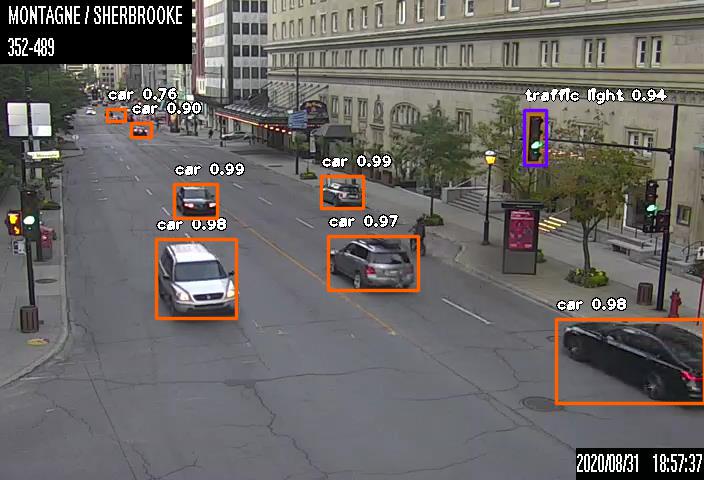 MONTAGNE / SHERBROOKE
352-489
car 0.76
car 0.90
traffic light 0.94
car 0.99
car 0.99
car 0.98
car 0.97
car 0.98
2020/08/31 18:57:37